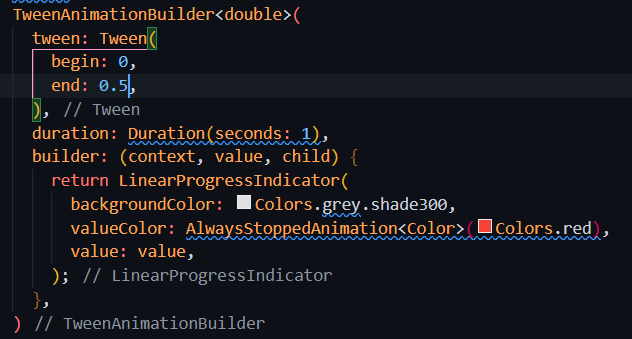 TweenAnimationBuilder<double>(
  tween: Tween(
    begin: 0,
    end: 0.5,
  ), // Tween
  duration: Duration(seconds: 1),
  builder: (context, value, child) {
    return LinearProgressIndicator(
      backgroundColor: Colors.grey.shade300,
      valueColor: AlwaysStoppedAnimation<Color>(Colors.red),
      value: value,
    ); // LinearProgressIndicator
  },
) // TweenAnimationBuilder